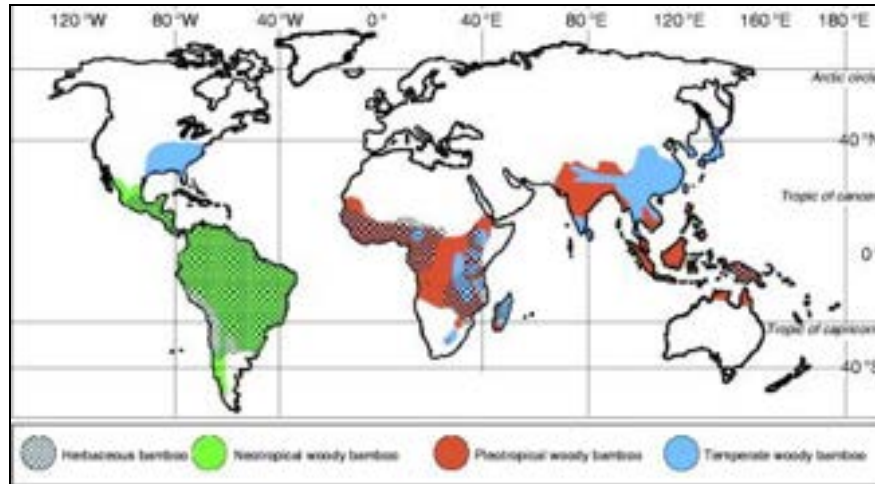 120 °W 80 °W 40 °W 0 ° 40 °E 80 °E 120 °E 160 °E 180 °E
Arctic circle
40 °N
Tropic of cancer
0 °
Tropic of capricorn
40 °S
Herbaceous bamboo Neotropical woody bamboo Pleotropical woody bamboo Temperate woody bamboo